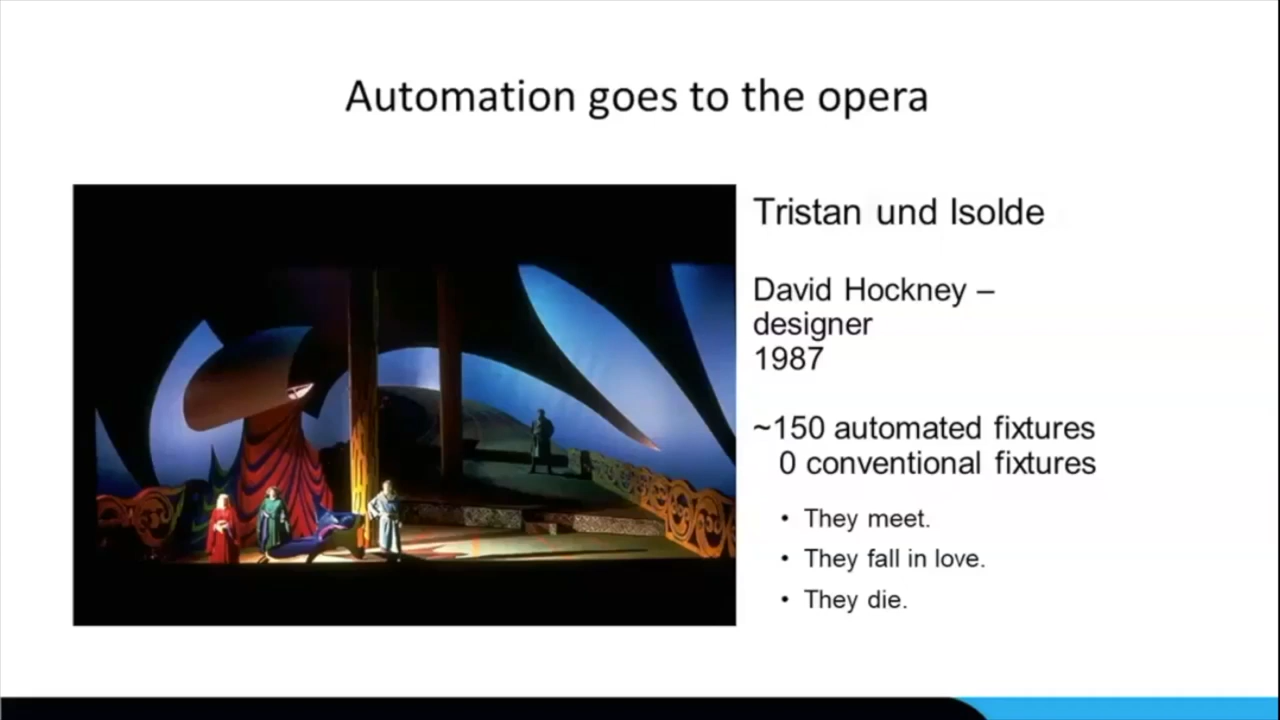 Automation goes to the opera
Tristan und Isolde
David Hockney –
designer
1987
~150 automated fixtures
0 conventional fixtures
• They meet.
• They fall in love.
• They die.